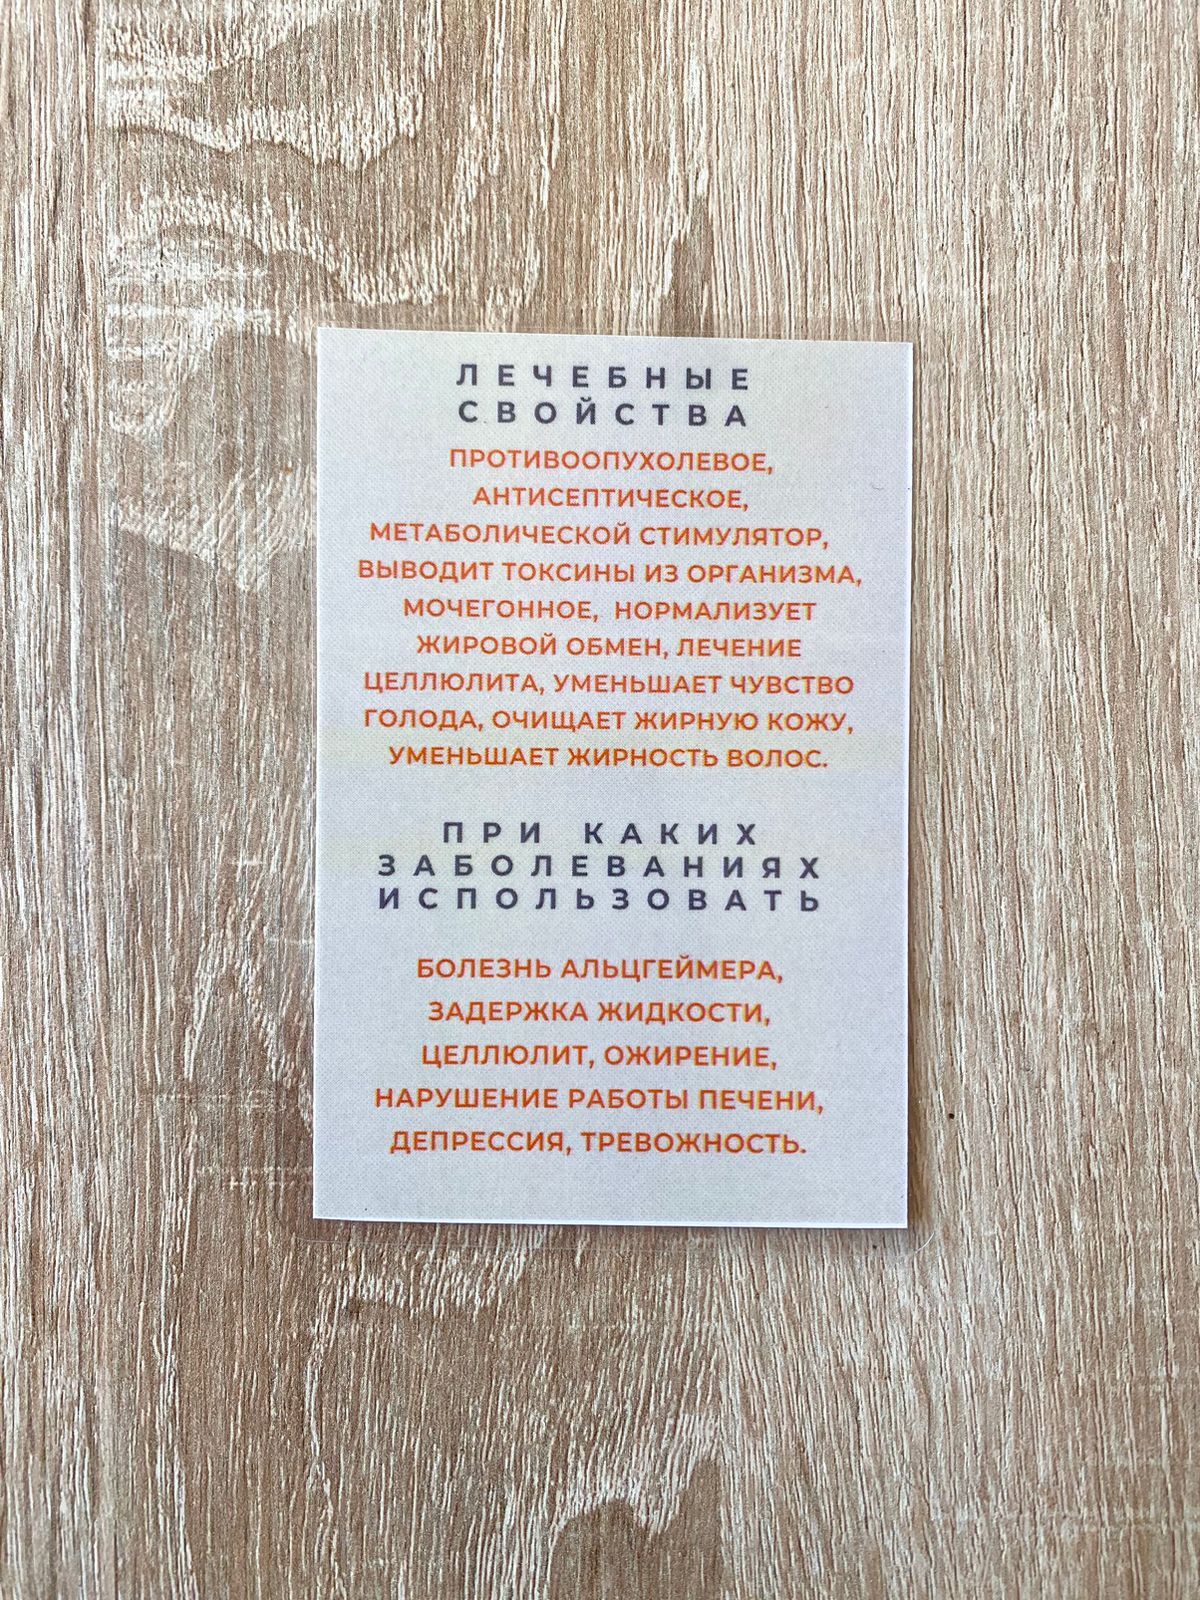 ЛЕЧЕБНЫЕ
СВОЙСТВА
ПРОТИВООПУХОЛЕВОЕ,
АНТИСЕПТИЧЕСКОЕ,
МЕТАБОЛИЧЕСКОЙ СТИМУЛЯТОР,
ВЫВОДИТ ТОКСИНЫ ИЗ ОРГАНИЗМА,
МОЧЕГОННОЕ, НОРМАЛИЗУЕТ
ЖИРОВОЙ ОБМЕН, ЛЕЧЕНИЕ
ЦЕЛЛЮЛИТА, УМЕНЬШАЕТ ЧУВСТВО
ГОЛОДА, ОЧИЩАЕТ ЖИРНУЮ КОЖУ,
УМЕНЬШАЕТ ЖИРНОСТЬ ВОЛОС.
ПРИ КАКИХ
ЗАБОЛЕВАНИЯХ
ИСПОЛЬЗОВАТЬ
БОЛЕЗНЬ АЛЬЦГЕЙМЕРА,
ЗАДЕРЖКА ЖИДКОСТИ,
ЦЕЛЛЮЛИТ, ОЖИРЕНИЕ,
НАРУШЕНИЕ РАБОТЫ ПЕЧЕНИ,
ДЕПРЕССИЯ, ТРЕВОЖНОСТЬ.